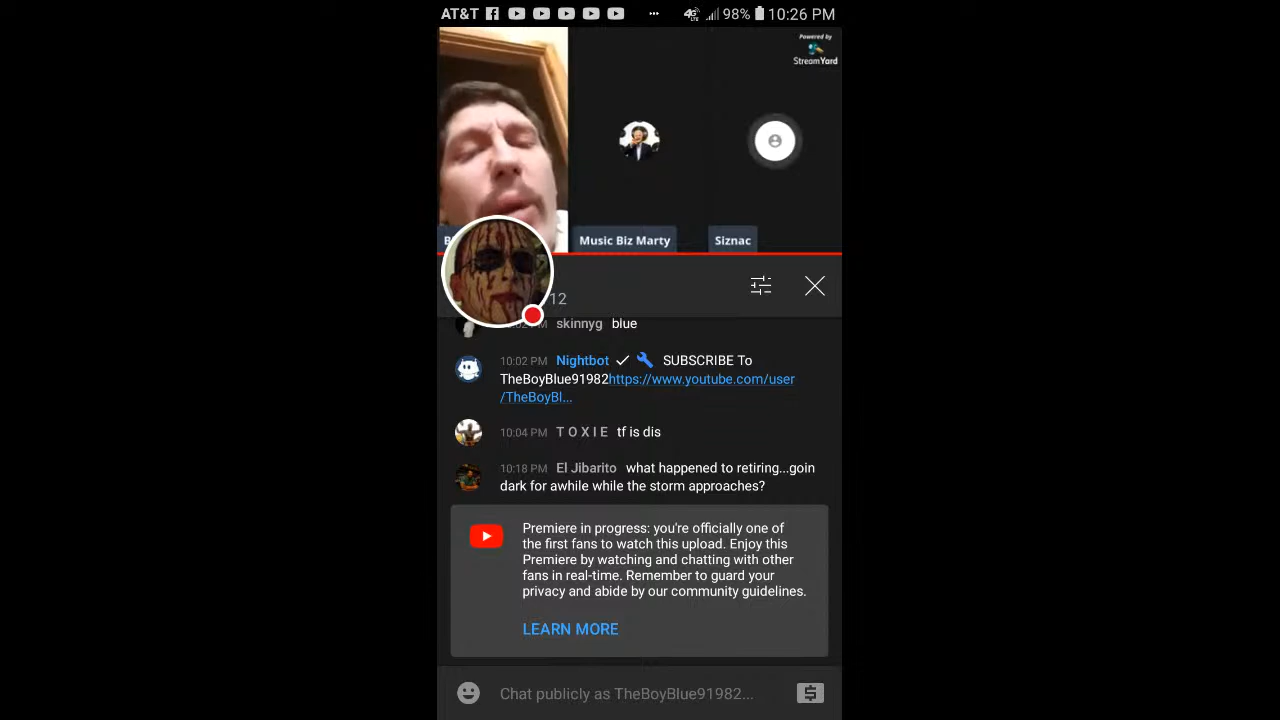 AT&T 98% 10:26 PM
Powered by
StreamYard
B
Music Biz Marty
Siznac
12
skinnyg blue
10:02 PM Nightbot SUBSCRIBE To
TheBoyBlue91982https://www.youtube.com/user
/TheBoyBl...
10:04 PM T O X I E tf is dis
10:18 PM El Jibarito what happened to retiring...goin
dark for awhile while the storm approaches?
Premiere in progress: you're officially one of
the first fans to watch this upload. Enjoy this
Premiere by watching and chatting with other
fans in real-time. Remember to guard your
privacy and abide by our community guidelines.
LEARN MORE
Chat publicly as TheBoyBlue91982...